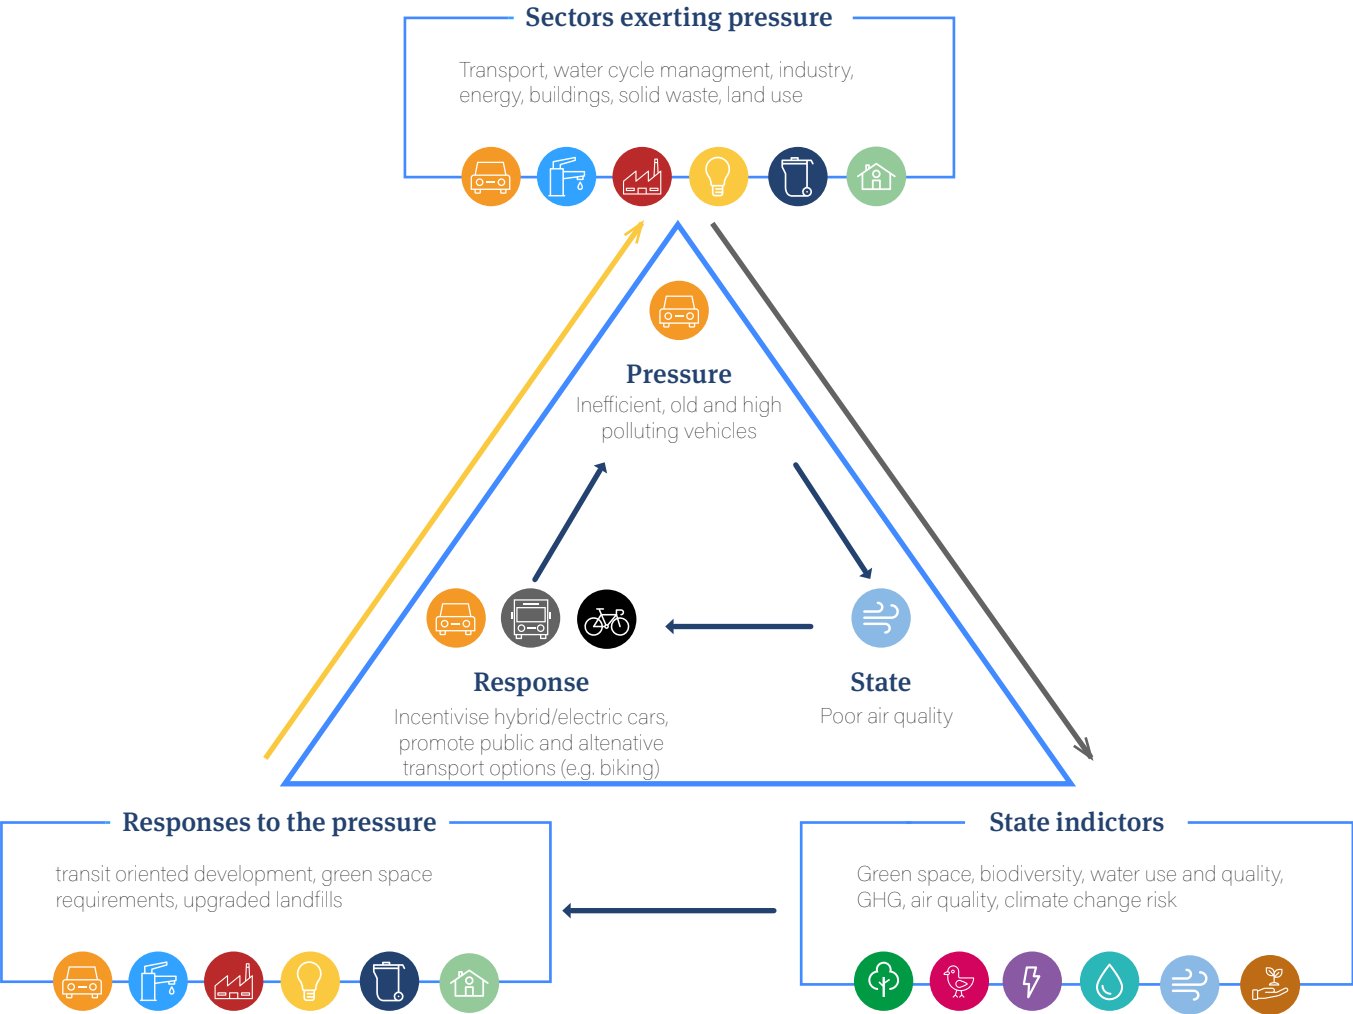 Sectors exerting pressure
Transport, water cycle managment, industry,
energy, buildings, solid waste, land use
Pressure
Inefficient, old and high
polluting vehicles
Response
Incentivise hybrid/electric cars,
promote public and altenative
transport options (e.g. biking)
State
Poor air quality
Responses to the pressure
transit oriented development, green space
requirements, upgraded landfills
State indictors
Green space, biodiversity, water use and quality,
GHG, air quality, climate change risk